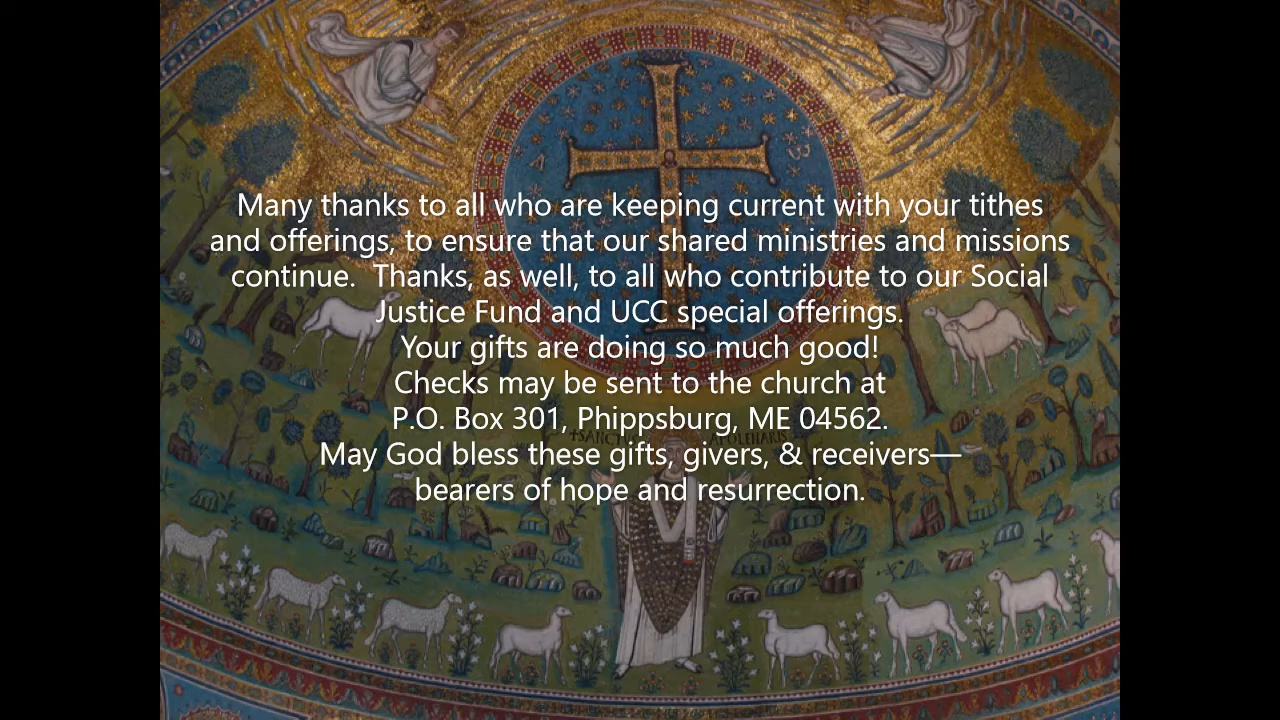 Many thanks to all who are keeping current with your tithes
and offerings, to ensure that our shared ministries and missions
continue.  Thanks, as well, to all who contribute to our Social
Justice Fund and UCC special offerings.
Your gifts are doing so much good!
Checks may be sent to the church at
P.O. Box 301, Phippsburg, ME 04562.
+SANCTVS APOLENARIS
May God bless these gifts, givers, & receivers—
bearers of hope and resurrection.